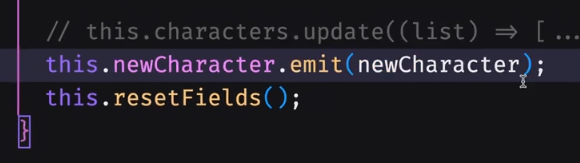 // this.characters.update((list) => [...
this.newCharacter.emit(newCharacter);
this.resetFields();
}